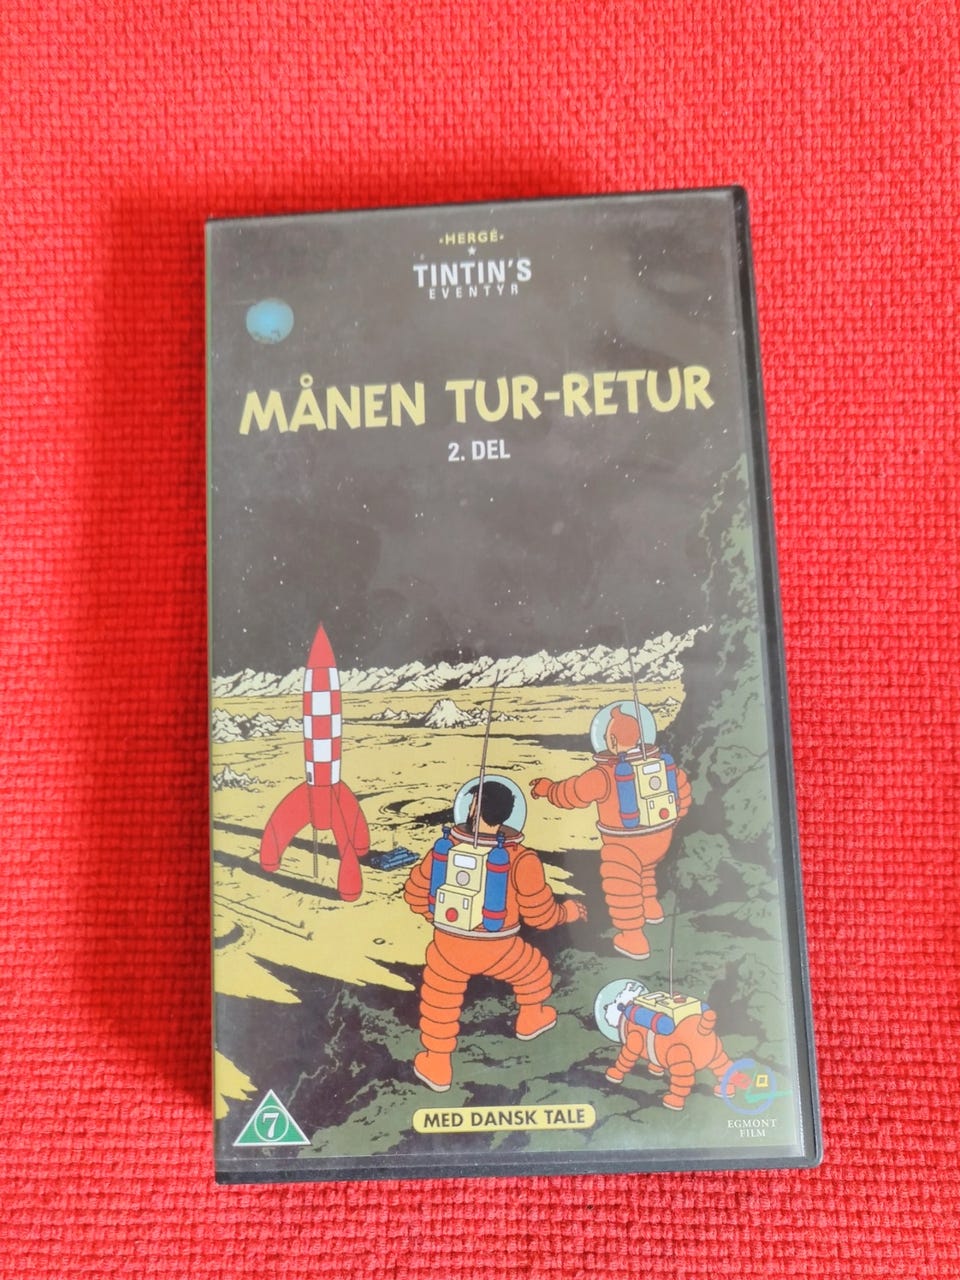 ·HERGÉ·
TINTIN'S
EVENTYR
MÅNEN TUR-RETUR
2. DEL
7
MED DANSK TALE
EGMONT
FILM